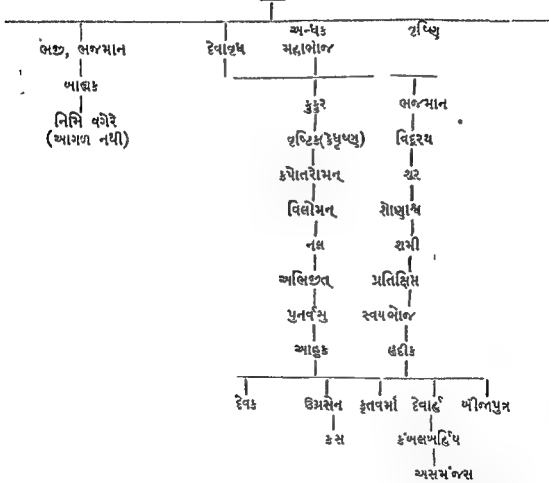 ભજી, ભજમાન
દેવાવૃધ
અન્ધક
મહાભોજ
વૃષ્ણિ
બાહ્યક
નિમિ વગેરે
(આગળ નથી)
કુકુર
ભજમાન
વૃષ્ટિક(કેધૃષ્ણુ)
વિદૂરથ
કપોતરોમન્
શર
વિલોમન્
શોણાશ્વ
નલ
શમી
અભિજીત્
પ્રતિક્ષિપ્ત
પુનર્વસુ
સ્વયંભોજ
આહુક
હૃદીક
દેવક
ઉગ્રસેન
કૃતવર્મા
દેવાર્હ
બીજાપુત્ર
કંસ
કંબલબર્હિષ
અસમંજસ